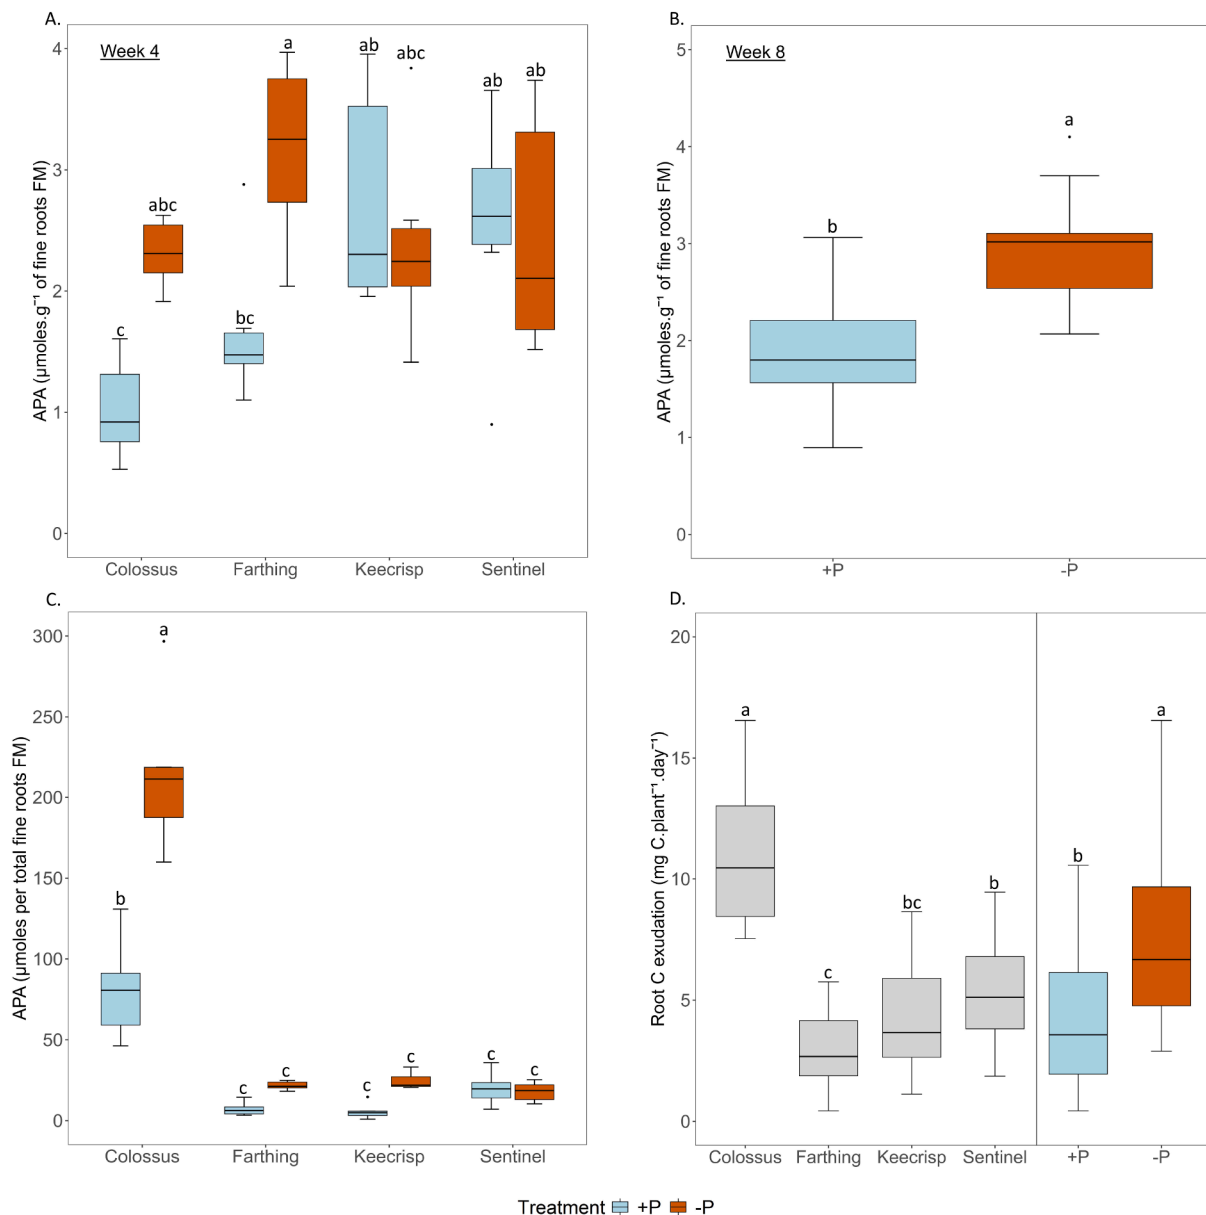 A.
Week 4
APA (µmoles.g⁻¹ of fine roots FM)
4
3
2
1
0
c
abc
bc
a
ab
abc
ab
ab
Colossus Farthing Keecrisp Sentinel
B.
Week 8
APA (µmoles.g⁻¹ of fine roots FM)
5
4
3
2
1
0
b
a
+P -P
C.
APA (µmoles per total fine roots FM)
300
250
200
150
100
50
0
b
a
c
c
c
c
c
c
Colossus Farthing Keecrisp Sentinel
D.
Root C exudation (mg C.plant⁻¹.day⁻¹)
20
15
10
5
0
a
c
bc
b
b
a
Colossus Farthing Keecrisp Sentinel +P -P
Treatment +P -P